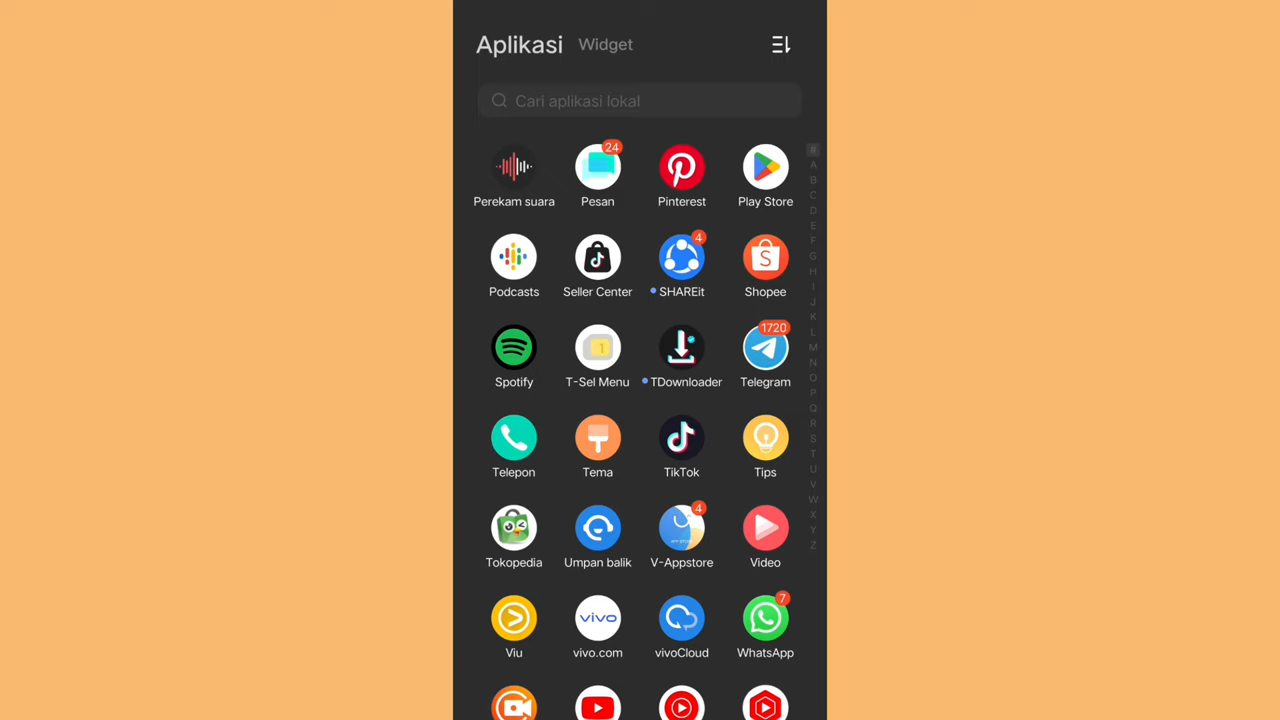 Aplikasi Widget
Cari aplikasi lokal
24
Perekam suara Pesan Pinterest Play Store
4
Podcasts Seller Center SHAREit Shopee
1720
1
Spotify T-Sel Menu TDownloader Telegram
Telepon Tema TikTok Tips
4
Tokopedia Umpan balik V-Appstore Video
7
vivo
Viu vivo.com vivoCloud WhatsApp
#
A
B
C
D
E
F
G
H
I
J
K
L
M
N
O
P
Q
R
S
T
U
V
W
X
Y
Z